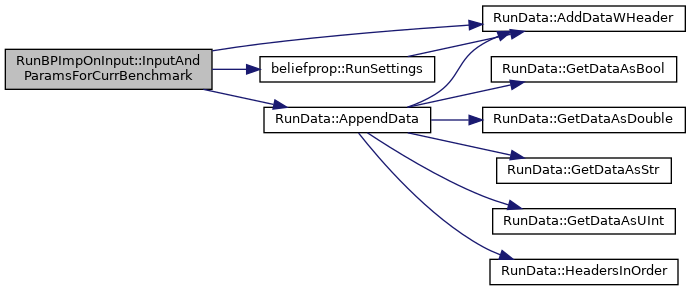 RunBPImpOnInput::InputAnd
ParamsForCurrBenchmark
beliefprop::RunSettings
RunData::AppendData
RunData::AddDataWHeader
RunData::GetDataAsBool
RunData::GetDataAsDouble
RunData::GetDataAsStr
RunData::GetDataAsUInt
RunData::HeadersInOrder